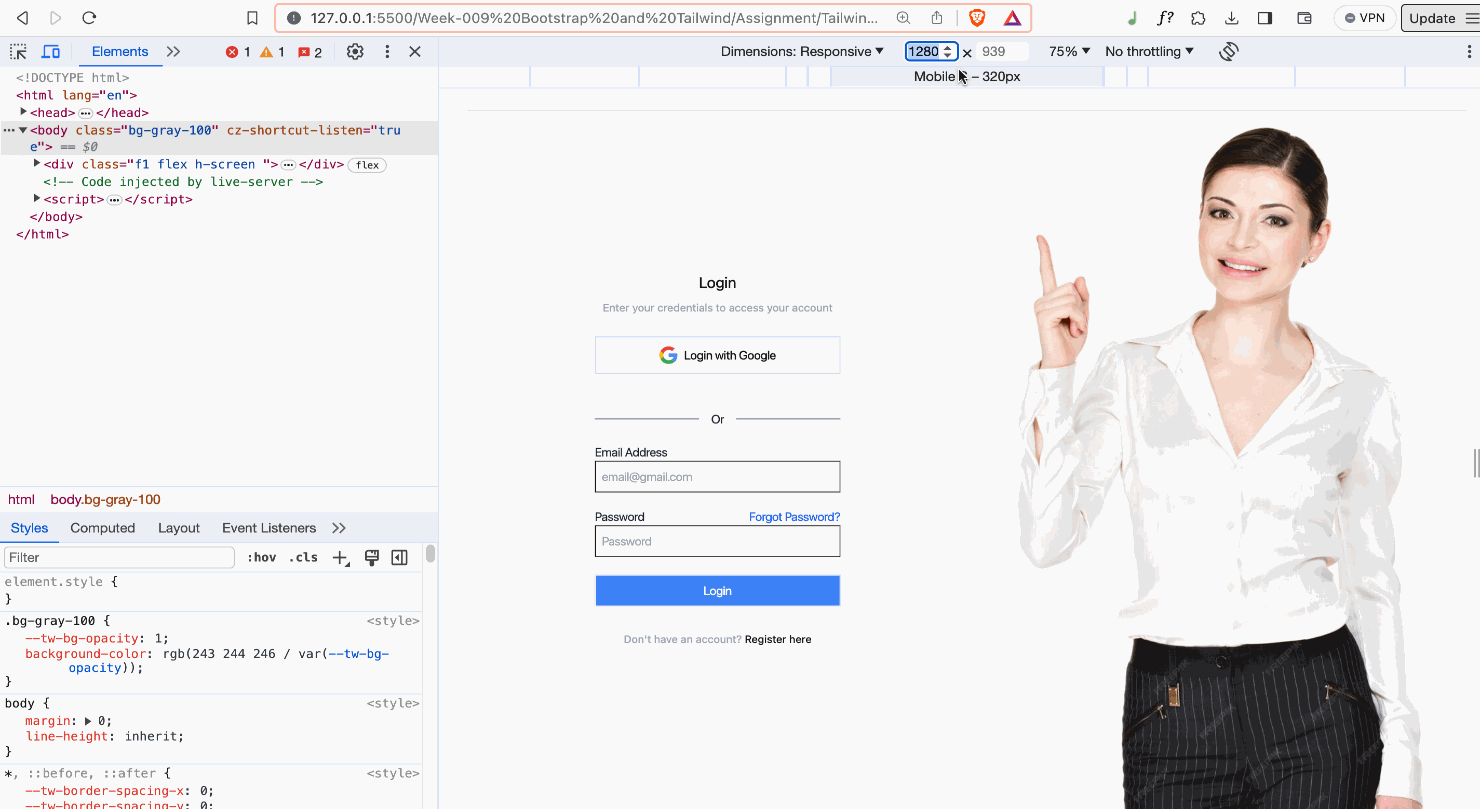 127.0.0.1:5500/Week-009%20Bootstrap%20and%20Tailwind/Assignment/Tailwin...
f?
VPN
Update
Elements
1 1 2
Dimensions: Responsive 1280 × 939 75% No throttling
– 320px
<!DOCTYPE html>
<html lang="en">
<head> … </head>
<body class="bg-gray-100" cz-shortcut-listen="tru
e"> == $0
<div class="f1 flex h-screen "> … </div> flex
<!-- Code injected by live-server -->
<script> … </script>
</body>
</html>
html body.bg-gray-100
Styles Computed Layout Event Listeners
Filter :hov .cls
element.style {
}
.bg-gray-100 { <style>
--tw-bg-opacity: 1;
background-color: rgb(243 244 246 / var(--tw-bg-
opacity));
}
body { <style>
margin: 0;
line-height: inherit;
}
*, ::before, ::after { <style>
--tw-border-spacing-x: 0;
--tw-border-spacing-y: 0;
Login
Enter your credentials to access your account
Login with Google
Or
Email Address
email@gmail.com
Password Forgot Password?
Password
Login
Don't have an account? Register here